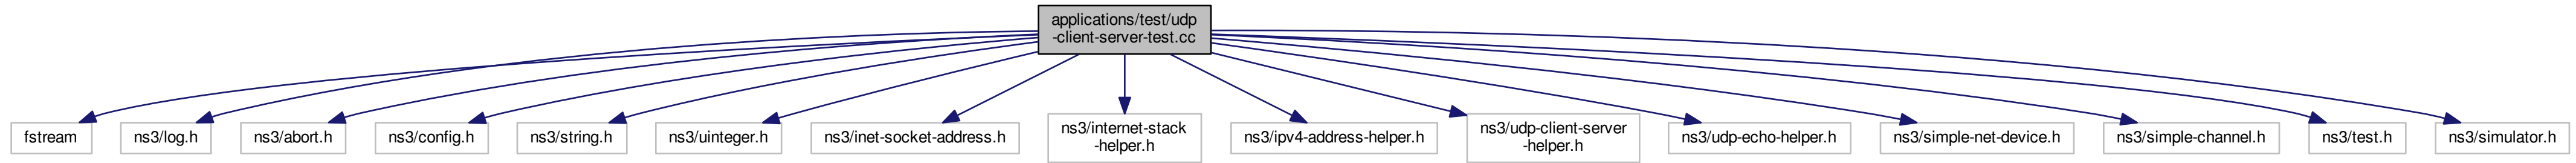 applications/test/udp
-client-server-test.cc
fstream
ns3/log.h
ns3/abort.h
ns3/config.h
ns3/string.h
ns3/uinteger.h
ns3/inet-socket-address.h
ns3/internet-stack
-helper.h
ns3/ipv4-address-helper.h
ns3/udp-client-server
-helper.h
ns3/udp-echo-helper.h
ns3/simple-net-device.h
ns3/simple-channel.h
ns3/test.h
ns3/simulator.h